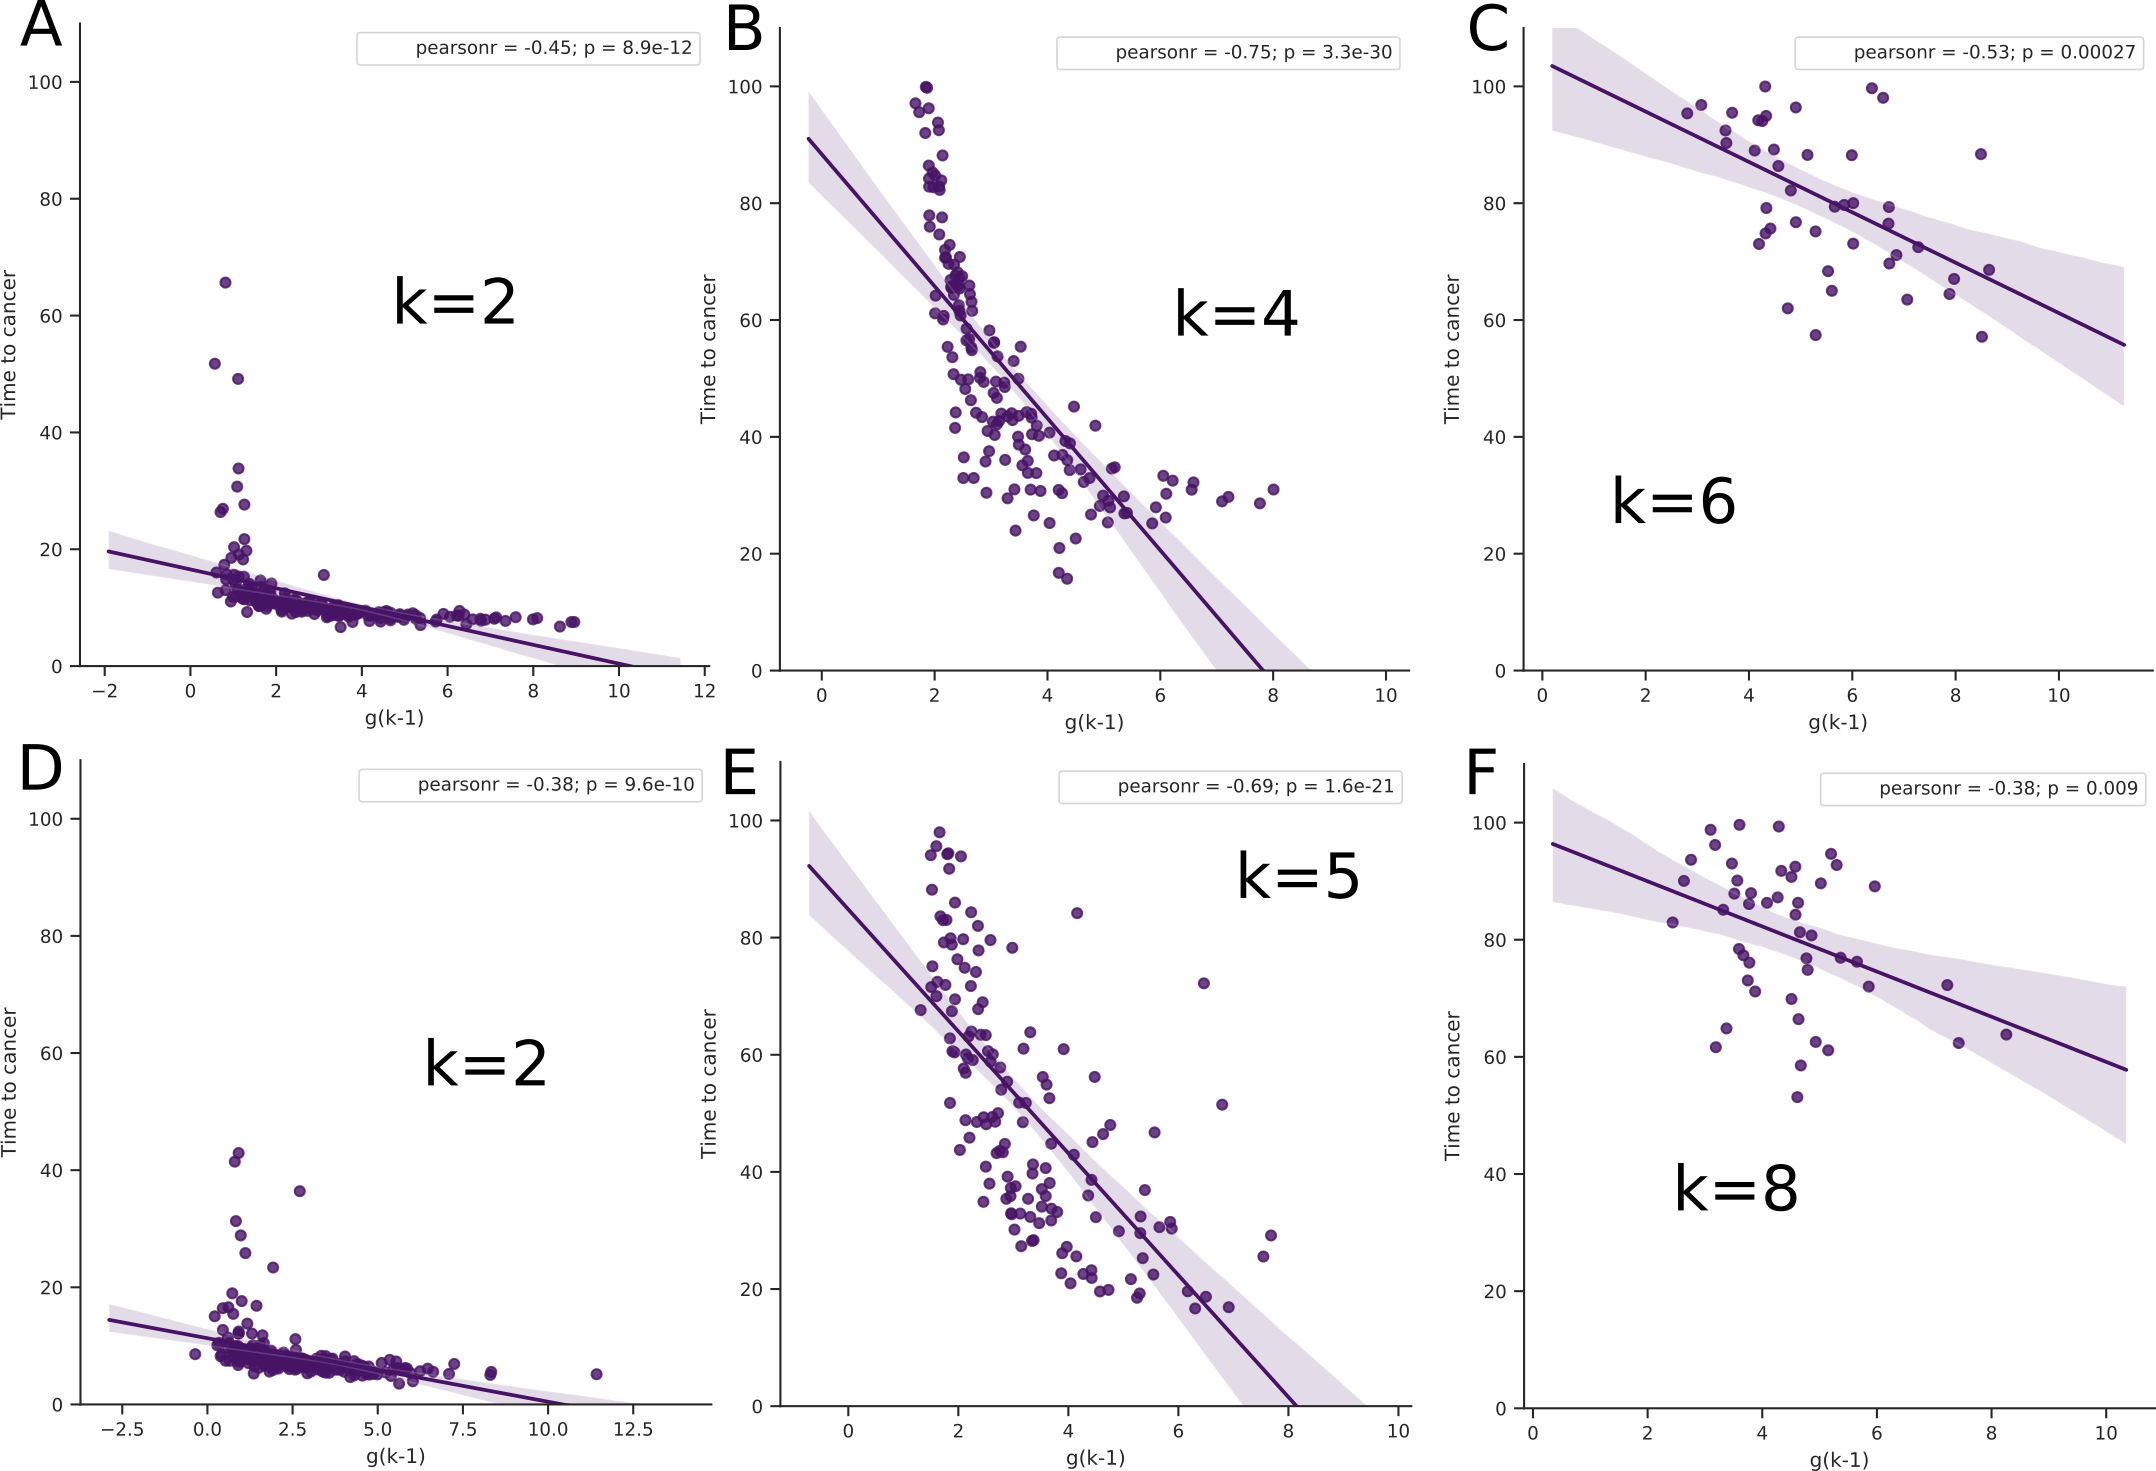 A
pearsonr = -0.45; p = 8.9e-12
100
80
60
40
20
0
Time to cancer
k=2
−2
0
2
4
6
8
10
12
g(k-1)
B
pearsonr = -0.75; p = 3.3e-30
100
80
60
40
20
0
Time to cancer
k=4
0
2
4
6
8
10
g(k-1)
C
pearsonr = -0.53; p = 0.00027
100
80
60
40
20
0
Time to cancer
k=6
0
2
4
6
8
10
g(k-1)
D
pearsonr = -0.38; p = 9.6e-10
100
80
60
40
20
0
Time to cancer
k=2
−2.5
0.0
2.5
5.0
7.5
10.0
12.5
g(k-1)
E
pearsonr = -0.69; p = 1.6e-21
100
80
60
40
20
0
Time to cancer
k=5
0
2
4
6
8
10
g(k-1)
F
pearsonr = -0.38; p = 0.009
100
80
60
40
20
0
Time to cancer
k=8
0
2
4
6
8
10
g(k-1)